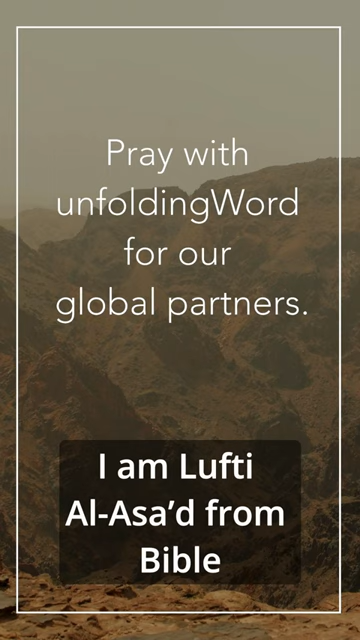 Pray with
unfoldingWord
for our
global partners.
I am Lufti
Al-Asa’d from
Bible